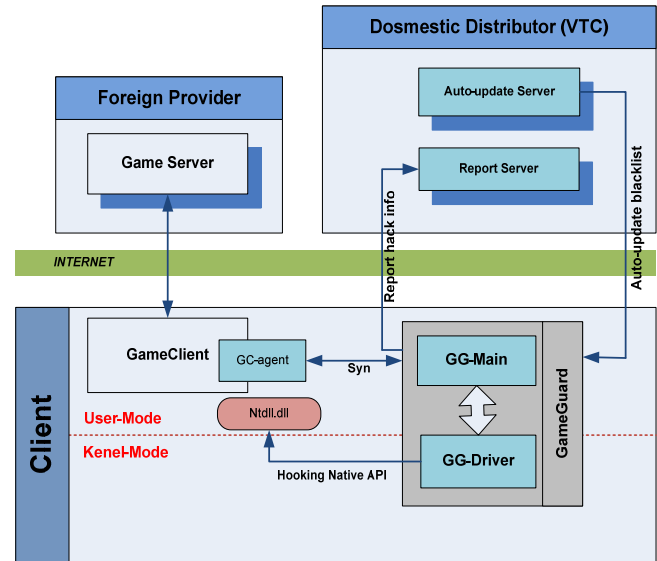 Dosmestic Distributor (VTC)
Auto-update Server
Report Server
Foreign Provider
Game Server
Report hack info
Auto-update blacklist
INTERNET
Client
GameClient
GC-agent
Syn
GG-Main
GameGuard
Ntdll.dll
User-Mode
Kenel-Mode
GG-Driver
Hooking Native API